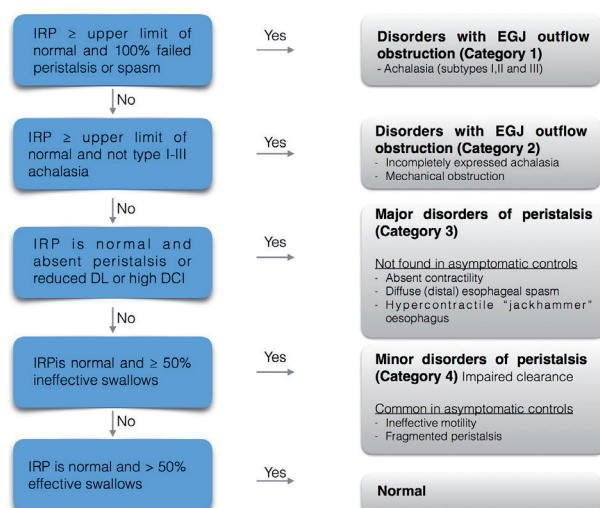 IRP ≥ upper limit of
normal and 100% failed
peristalsis or spasm
Yes
Disorders with EGJ outflow
obstruction (Category 1)
- Achalasia (subtypes I,II and III)
No
IRP ≥ upper limit of
normal and not type I-III
achalasia
Yes
Disorders with EGJ outflow
obstruction (Category 2)
- Incompletely expressed achalasia
- Mechanical obstruction
No
IRP is normal and
absent peristalsis or
reduced DL or high DCI
Yes
Major disorders of peristalsis
(Category 3)
Not found in asymptomatic controls
- Absent contractility
- Diffuse (distal) esophageal spasm
- Hypercontractile "jackhammer"
oesophagus
No
IRPis normal and ≥ 50%
ineffective swallows
Yes
Minor disorders of peristalsis
(Category 4) Impaired clearance
Common in asymptomatic controls
- Ineffective motility
- Fragmented peristalsis
No
IRP is normal and > 50%
effective swallows
Yes
Normal